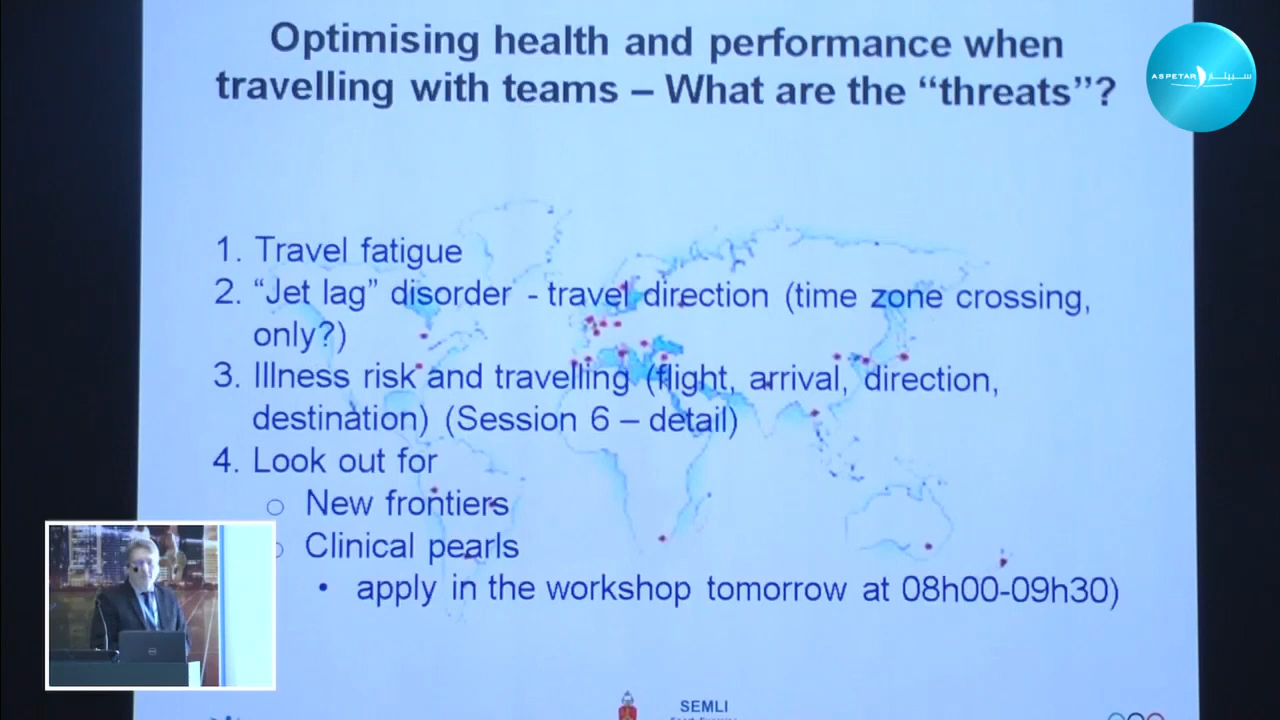 Optimising health and performance when
travelling with teams – What are the “threats”?
ASPETAR سبيتار
1. Travel fatigue
2. “Jet lag” disorder - travel direction (time zone crossing,
only?)
3. Illness risk and travelling (flight, arrival, direction,
destination) (Session 6 – detail)
4. Look out for
○ New frontiers
○ Clinical pearls
• apply in the workshop tomorrow at 08h00-09h30)
SEMLI